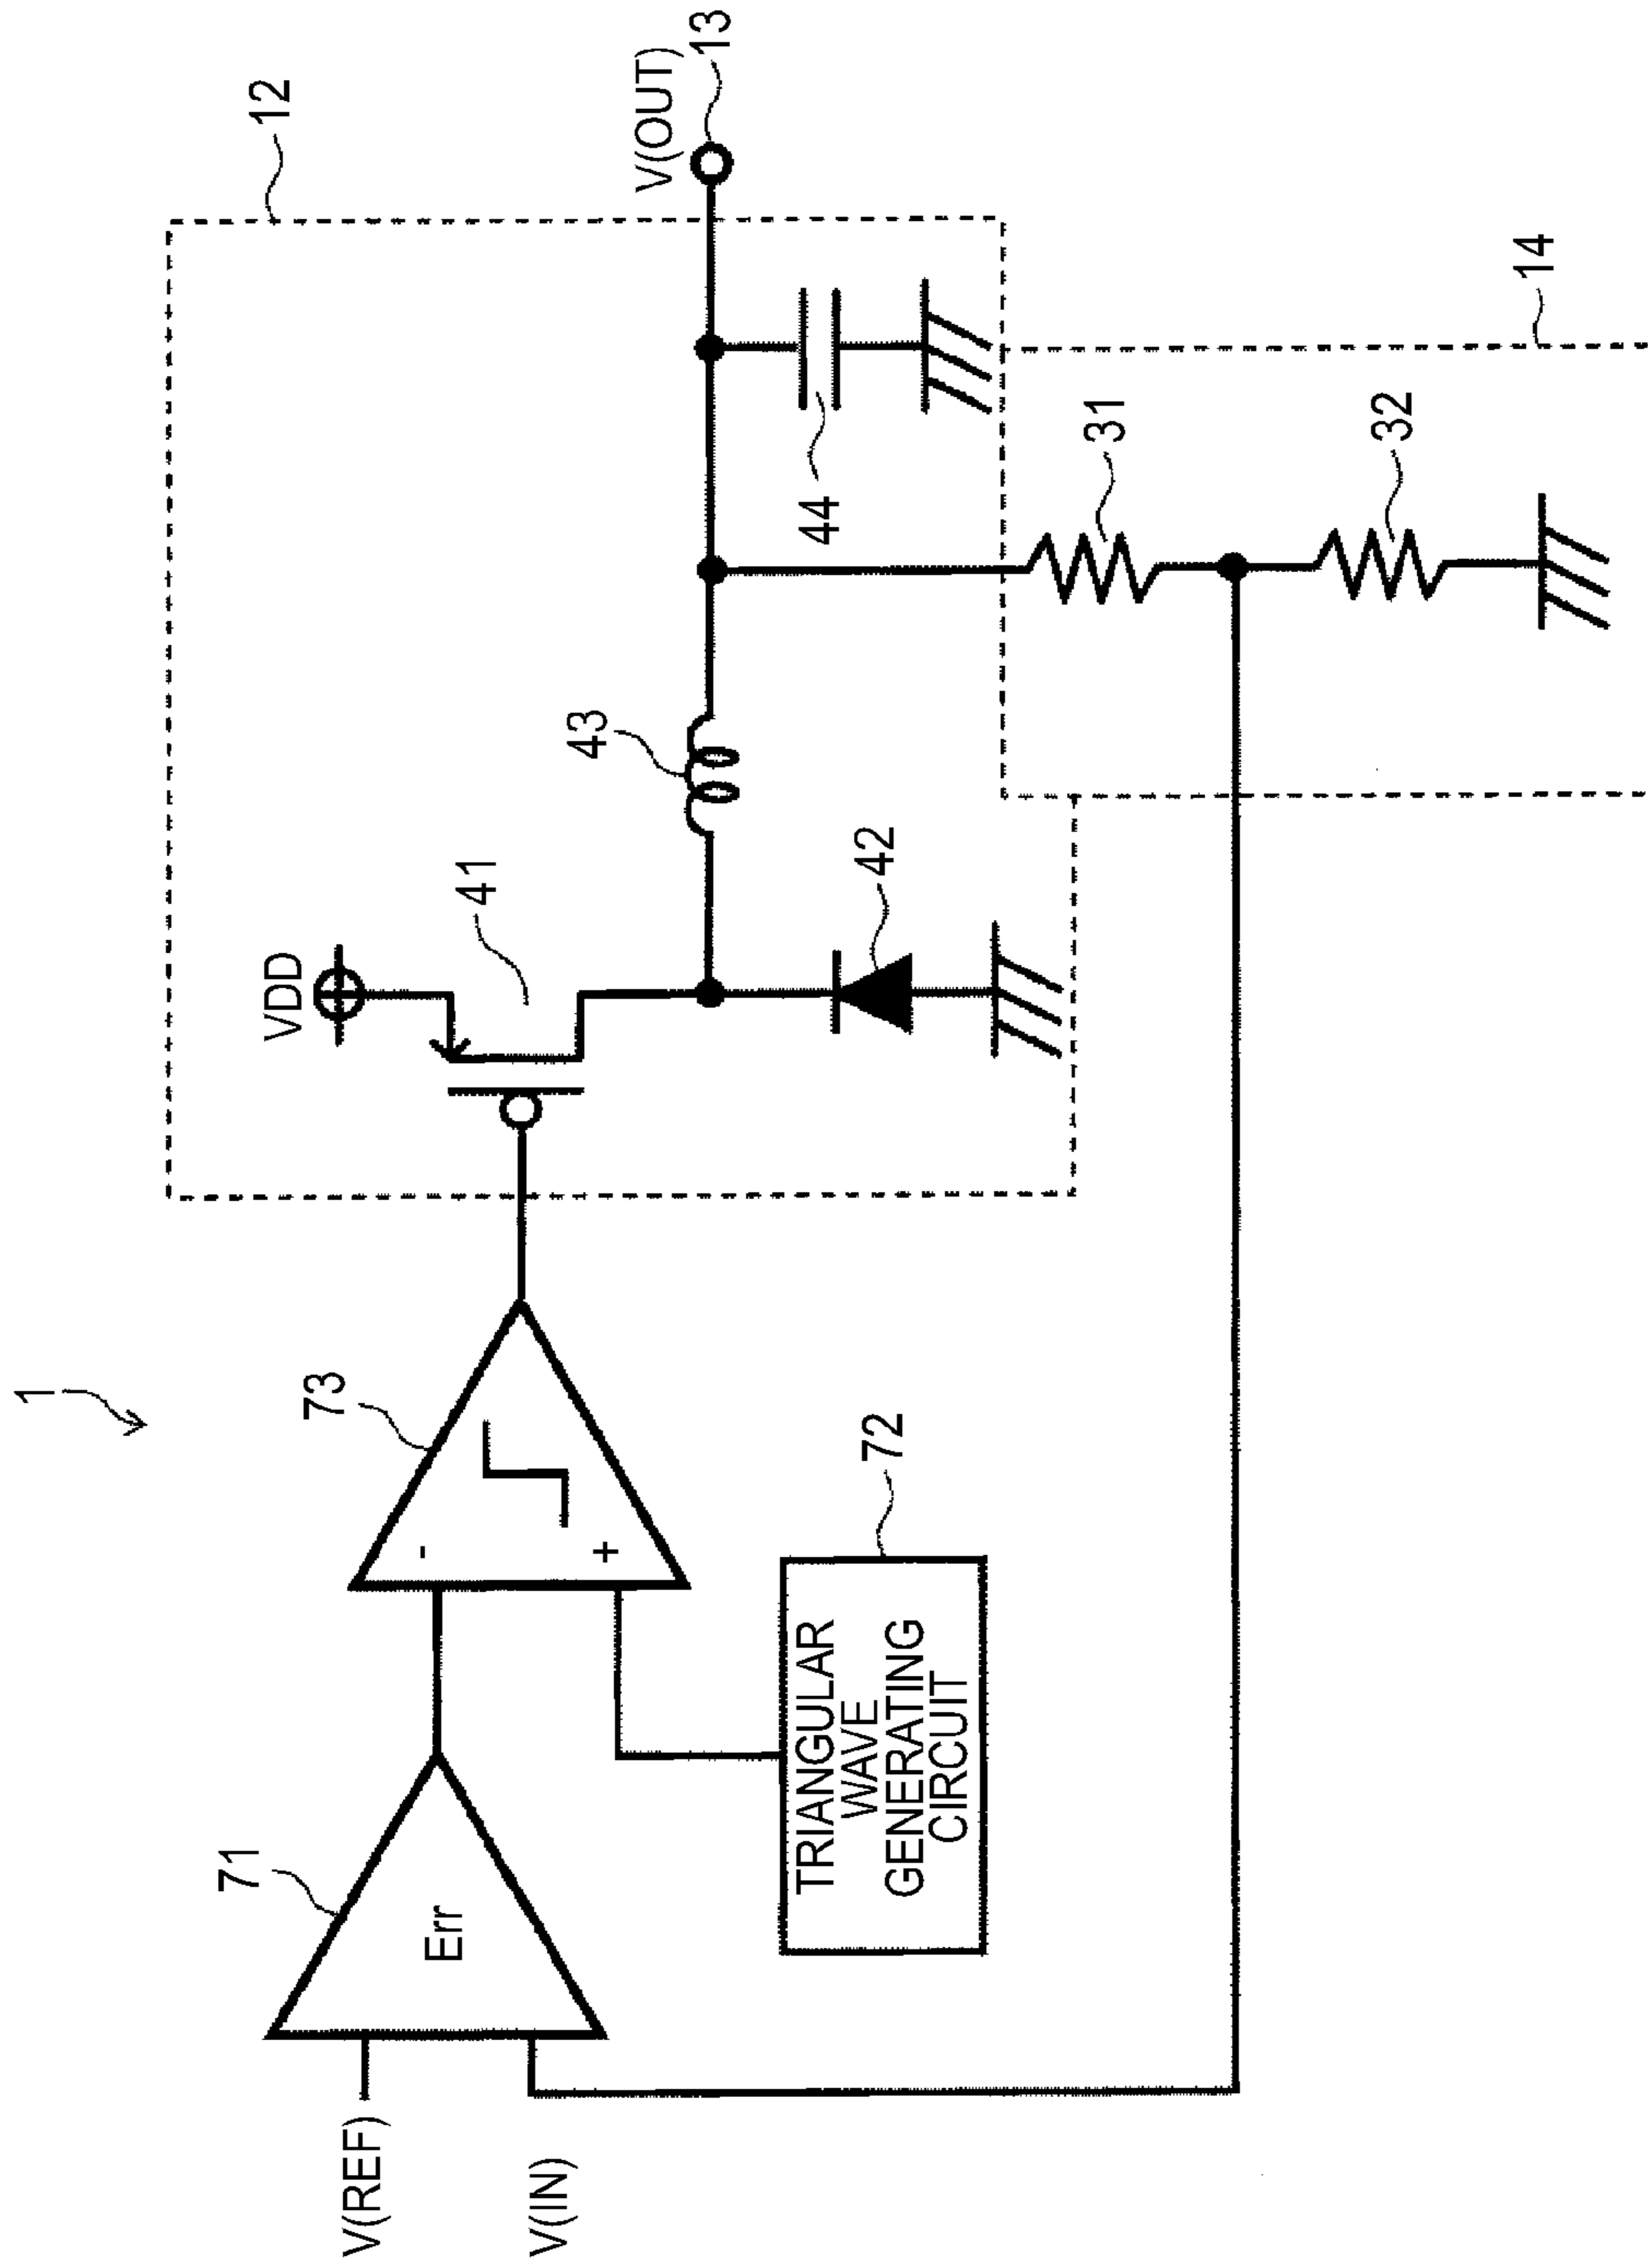 1
12
VDD
41
43
V(OUT)
13
44
42
31
32
14
73
-
+
71
Err
V(REF)
V(IN)
72
TRIANGULAR
WAVE
GENERATING
CIRCUIT